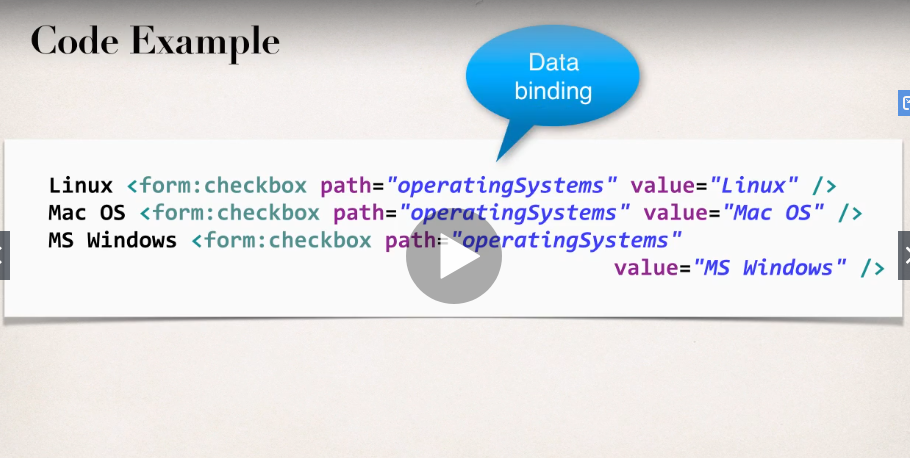 Code Example
Data
binding
Linux <form:checkbox path="operatingSystems" value="Linux" />
Mac OS <form:checkbox path="operatingSystems" value="Mac OS" />
MS Windows <form:checkbox path="operatingSystems"
value="MS Windows" />